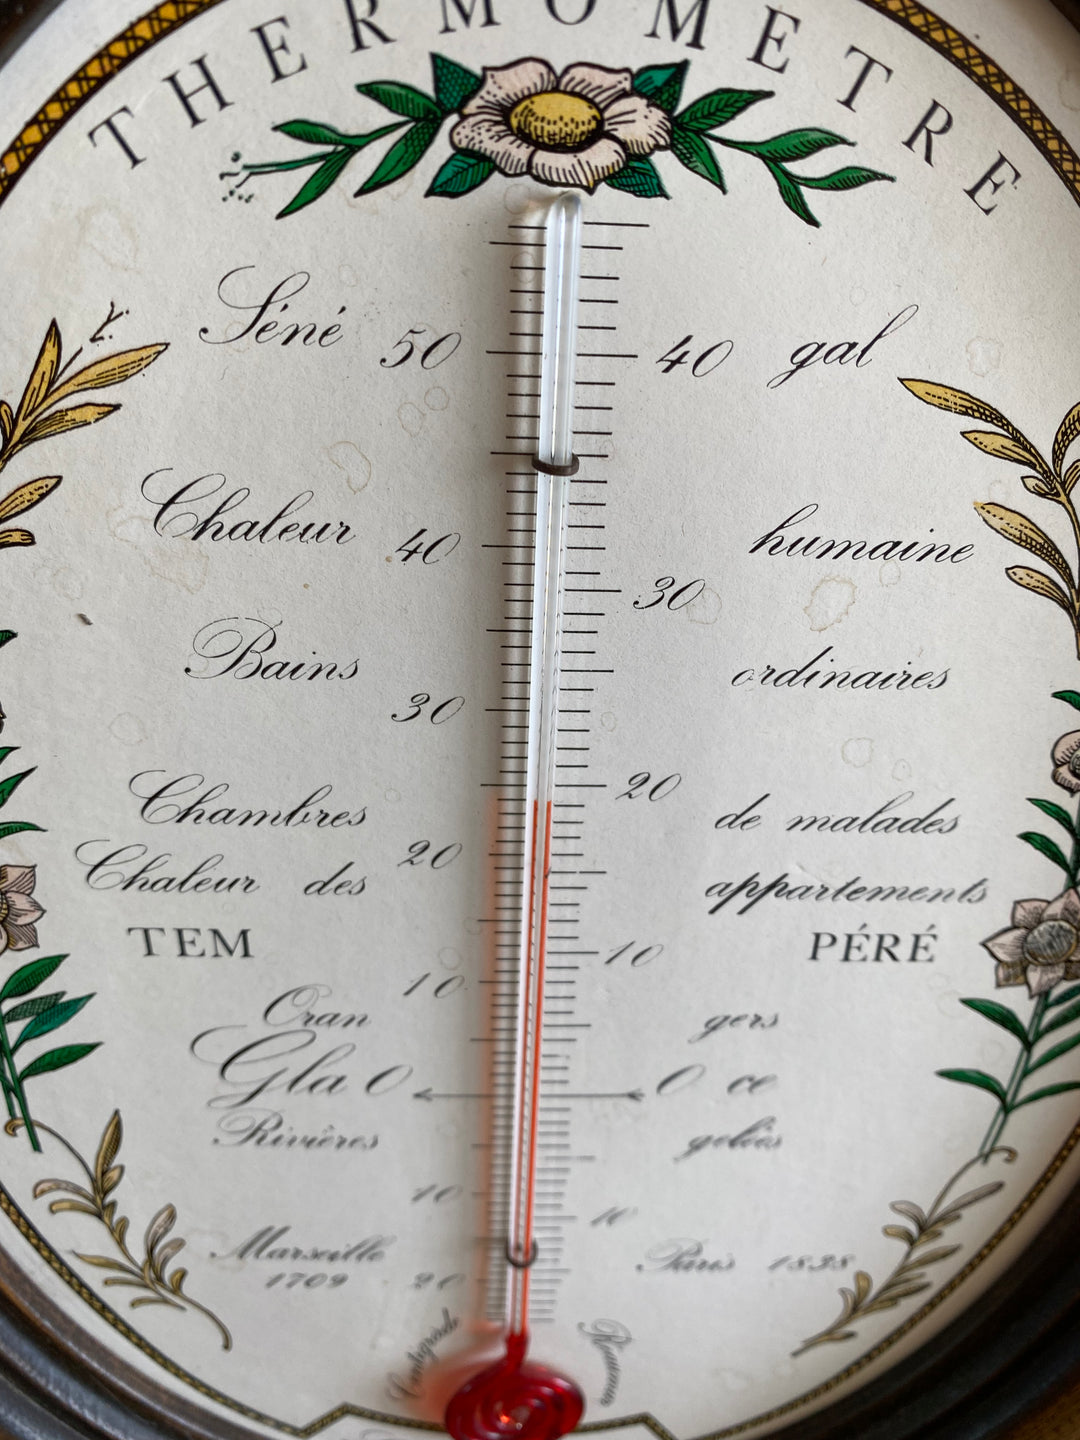 THERMOMETRE
Séné 50 40 gal
Chaleur 40 humaine
30
Bains ordinaires
30
20
Chambres de malades
20
Chaleur des appartements
TEM PÉRÉ
10
10
Oran gers
Gla 0 0 ce
Rivières gelées
10 10
Marseille Paris
1709 20
Centigrade